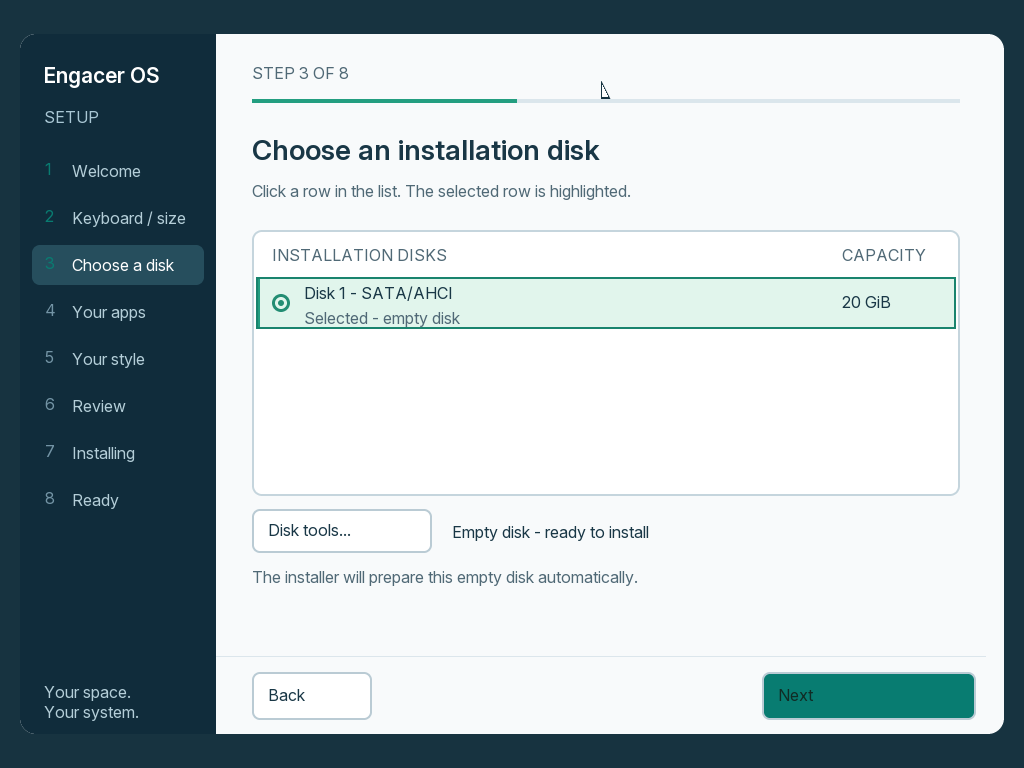 Engacer OS
SETUP
1 Welcome
2 Keyboard / size
3 Choose a disk
4 Your apps
5 Your style
6 Review
7 Installing
8 Ready
Your space.
Your system.
STEP 3 OF 8
Choose an installation disk
Click a row in the list. The selected row is highlighted.
INSTALLATION DISKS CAPACITY
Disk 1 - SATA/AHCI 20 GiB
Selected - empty disk
Disk tools... Empty disk - ready to install
The installer will prepare this empty disk automatically.
Back Next